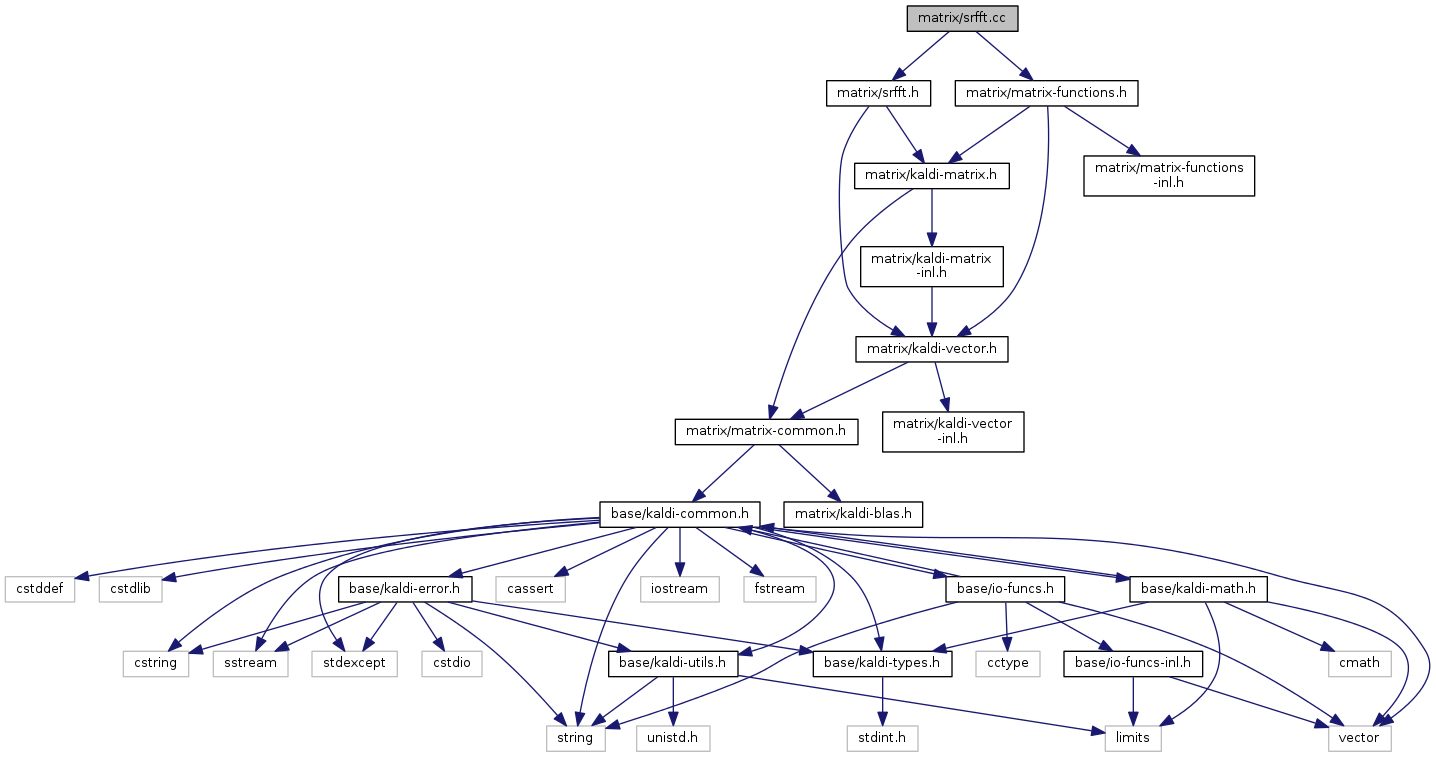 matrix/srfft.cc
matrix/srfft.h
matrix/matrix-functions.h
matrix/kaldi-matrix.h
matrix/matrix-functions
-inl.h
matrix/kaldi-matrix
-inl.h
matrix/kaldi-vector.h
matrix/matrix-common.h
matrix/kaldi-vector
-inl.h
base/kaldi-common.h
matrix/kaldi-blas.h
cstddef
cstdlib
base/kaldi-error.h
cassert
iostream
fstream
base/io-funcs.h
base/kaldi-math.h
cstring
sstream
stdexcept
cstdio
base/kaldi-utils.h
base/kaldi-types.h
cctype
base/io-funcs-inl.h
cmath
string
unistd.h
stdint.h
limits
vector